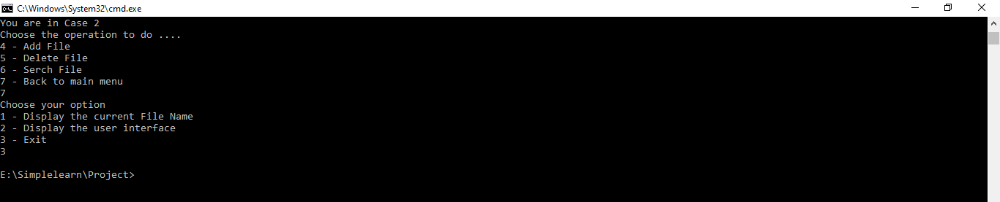 C:\Windows\System32\cmd.exe
You are in Case 2
Choose the operation to do ....
4 - Add File
5 - Delete File
6 - Serch File
7 - Back to main menu
7
Choose your option
1 - Display the current File Name
2 - Display the user interface
3 - Exit
3
E:\Simplelearn\Project>